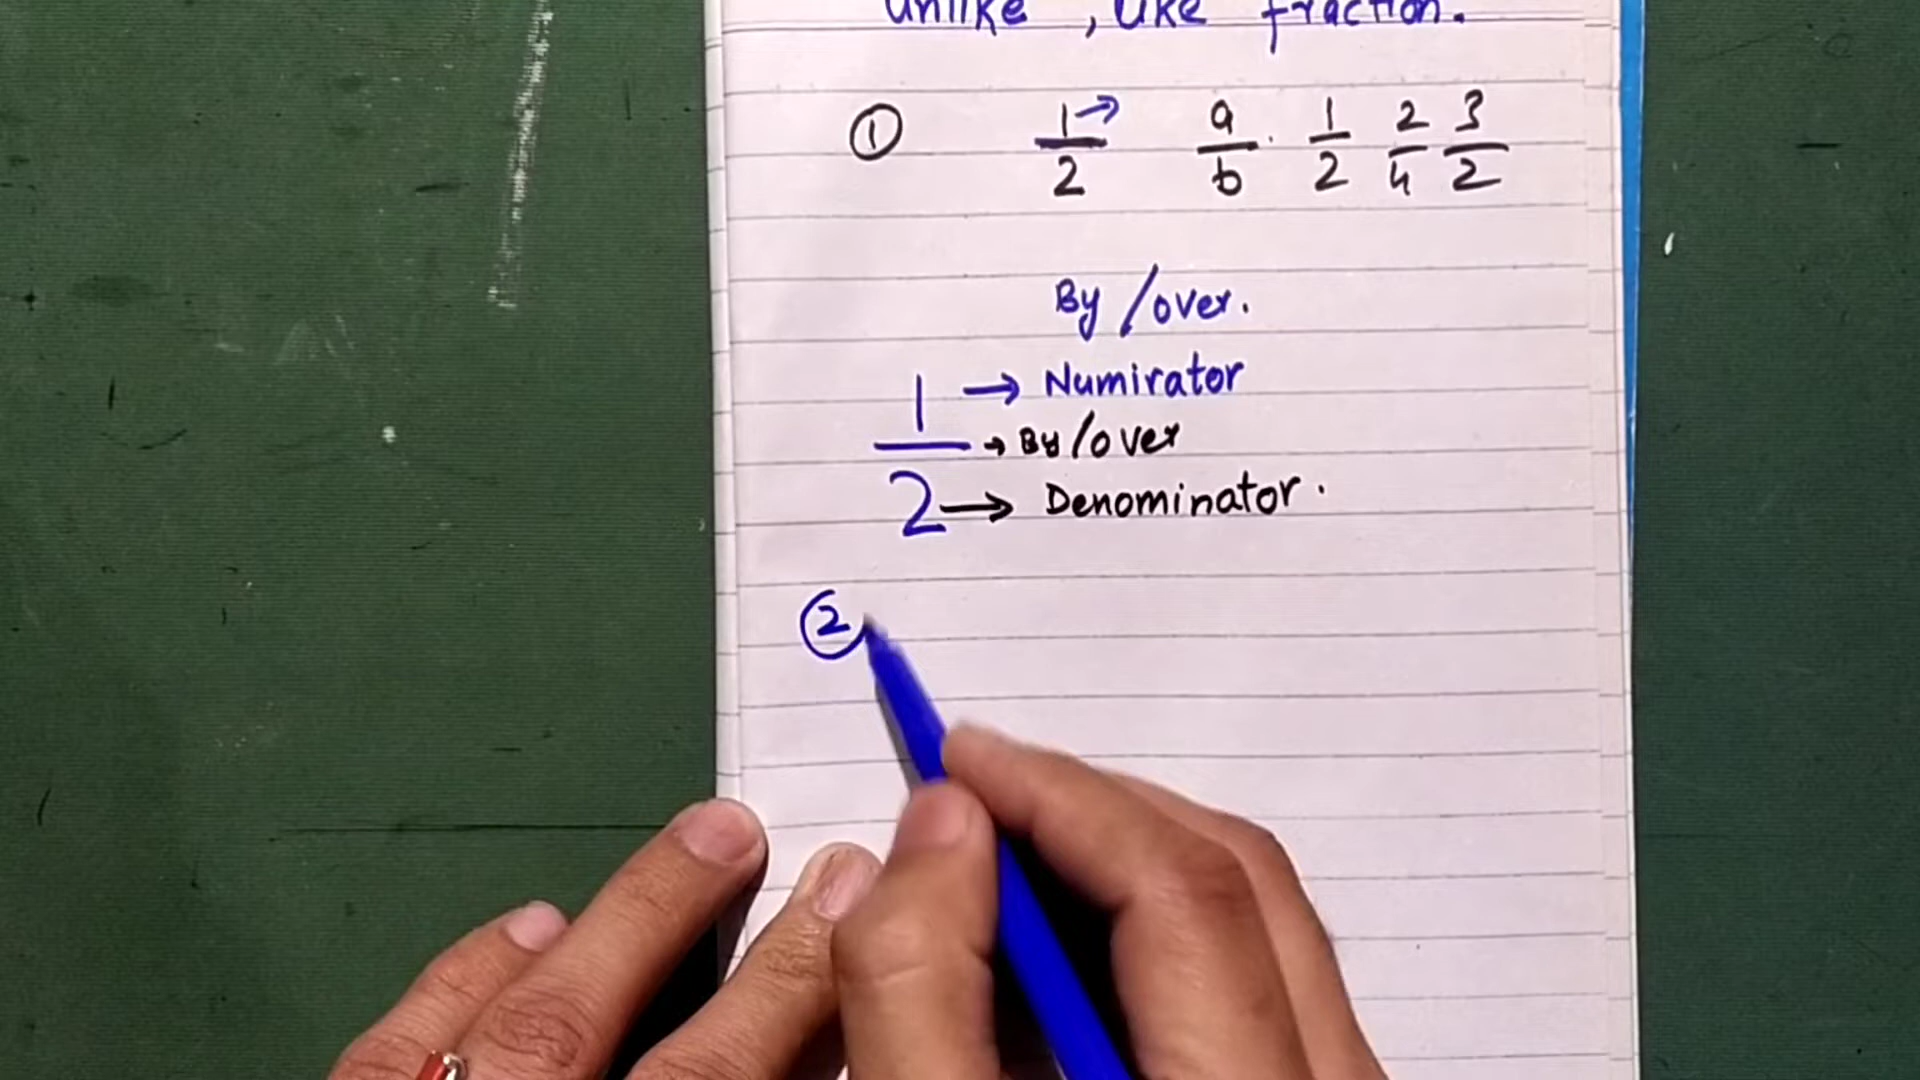 Unlike , Like fraction.
① 1/2 → a/b . 1/2 2/4 3/2
By /over.
1 → Numirator
→ By /over
2 → Denominator.
②